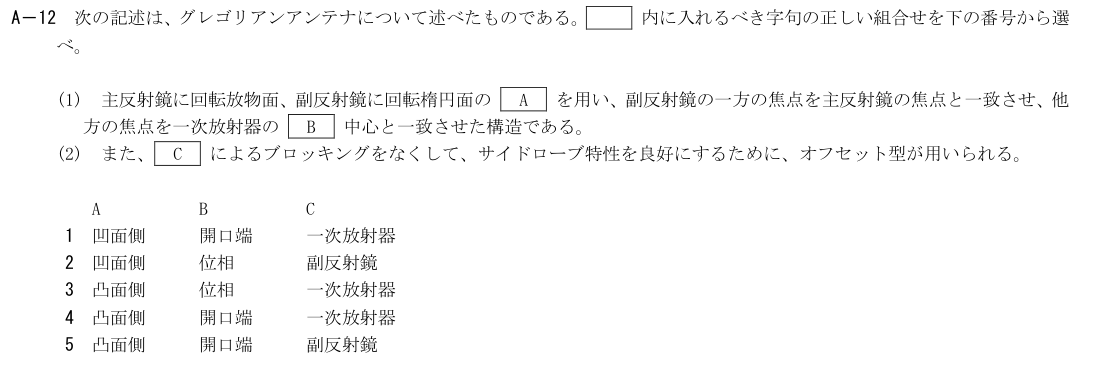 A－12 次の記述は、グレゴリアンアンテナについて述べたものである。 内に入れるべき字句の正しい組合せを下の番号から選
べ。
(1) 主反射鏡に回転放物面、副反射鏡に回転楕円面の A を用い、副反射鏡の一方の焦点を主反射鏡の焦点と一致させ、他
方の焦点を一次放射器の B 中心と一致させた構造である。
(2) また、 C によるブロッキングをなくして、サイドローブ特性を良好にするために、オフセット型が用いられる。
A B C
1 凹面側 開口端 一次放射器
2 凹面側 位相 副反射鏡
3 凸面側 位相 一次放射器
4 凸面側 開口端 一次放射器
5 凸面側 開口端 副反射鏡